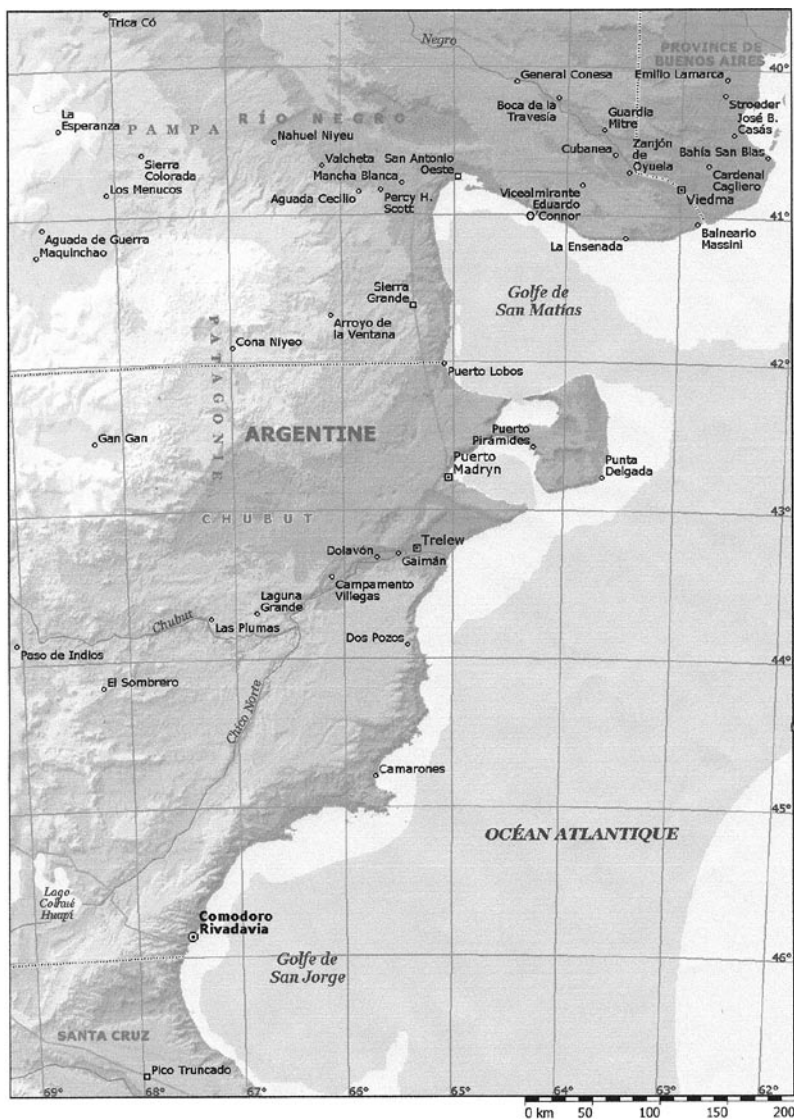 Trica Có
Negro
PROVINCE DE
BUENOS AIRES
40°
General Conesa
Emilio Lamarca
Boca de la
Travesía
Stroeder
La
Esperanza
PAMPA
RÍO NEGRO
Nahuel Niyeu
Guardia
Mitre
José B.
Casás
Sierra
Colorada
Valcheta
San Antonio
Oeste
Cubanea
Zanjón
de
Oyuela
Bahía San Blas
Mancha Blanca
Los Menucos
Aguada Cecilio
Percy H.
Scott
Cardenal
Cagliero
Vicealmirante
Eduardo
O'Connor
Viedma
41°
Aguada de Guerra
Maquinchao
La Ensenada
Balneario
Massini
Sierra
Grande
Golfe de
San Matías
Arroyo de
la Ventana
PATAGONIE
Cona Niyeo
42°
Puerto Lobos
Gan Gan
ARGENTINE
Puerto
Pirámides
Puerto
Madryn
Punta
Delgada
43°
CHUBUT
Trelew
Dolavón
Gaimán
Campamento
Villegas
Laguna
Grande
Chubut
Las Plumas
Dos Pozos
Paso de Indios
44°
El Sombrero
Chico Norte
Camarones
45°
OCÉAN ATLANTIQUE
Lago
Colhué
Huapí
Comodoro
Rivadavia
Golfe de
San Jorge
46°
SANTA CRUZ
Pico Truncado
69° 68° 67° 66° 65° 64° 63° 62°
0 km 50 100 150 200